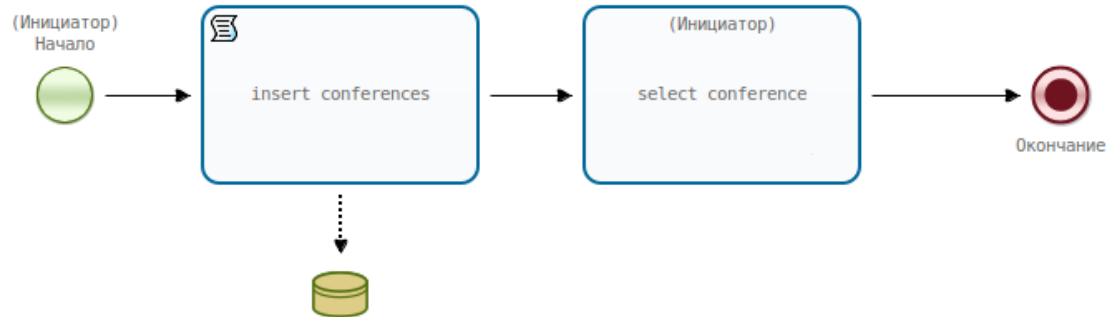 (Инициатор)
Начало
insert conferences
(Инициатор)
select conference
Окончание